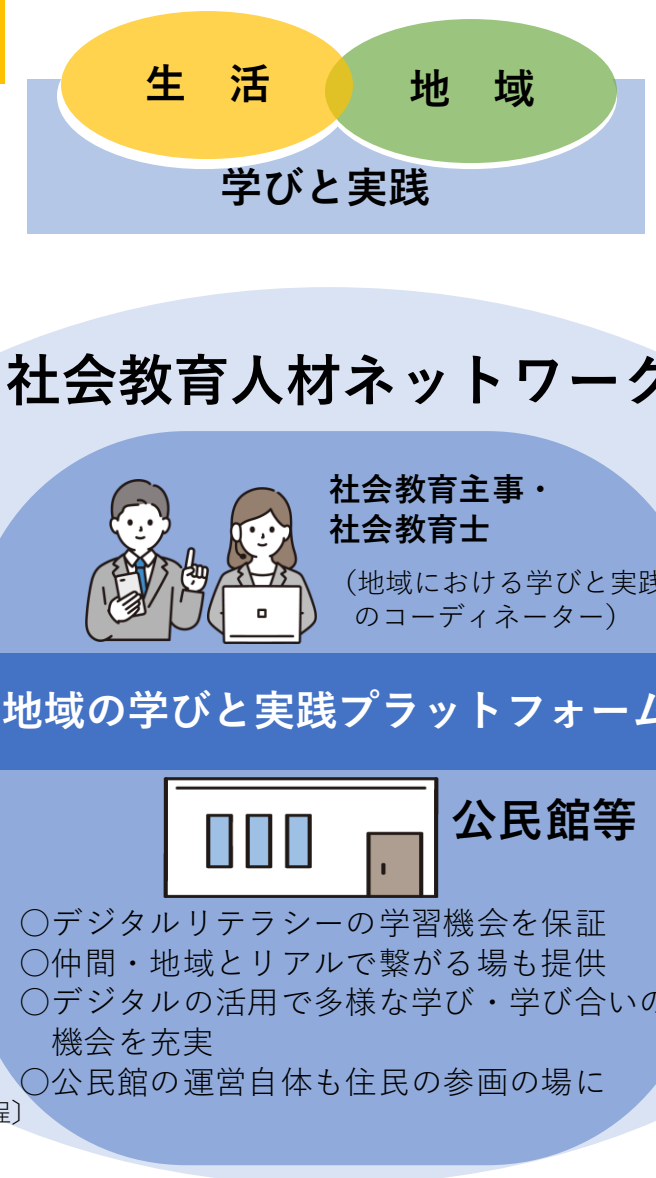 生　活
地　域
学びと実践
社会教育人材ネットワーク
社会教育主事・
社会教育士
（地域における学びと実践
のコーディネーター）
地域の学びと実践プラットフォーム
公民館等
○デジタルリテラシーの学習機会を保証
○仲間・地域とリアルで繋がる場も提供
○デジタルの活用で多様な学び・学び合いの
機会を充実
○公民館の運営自体も住民の参画の場に
程〕